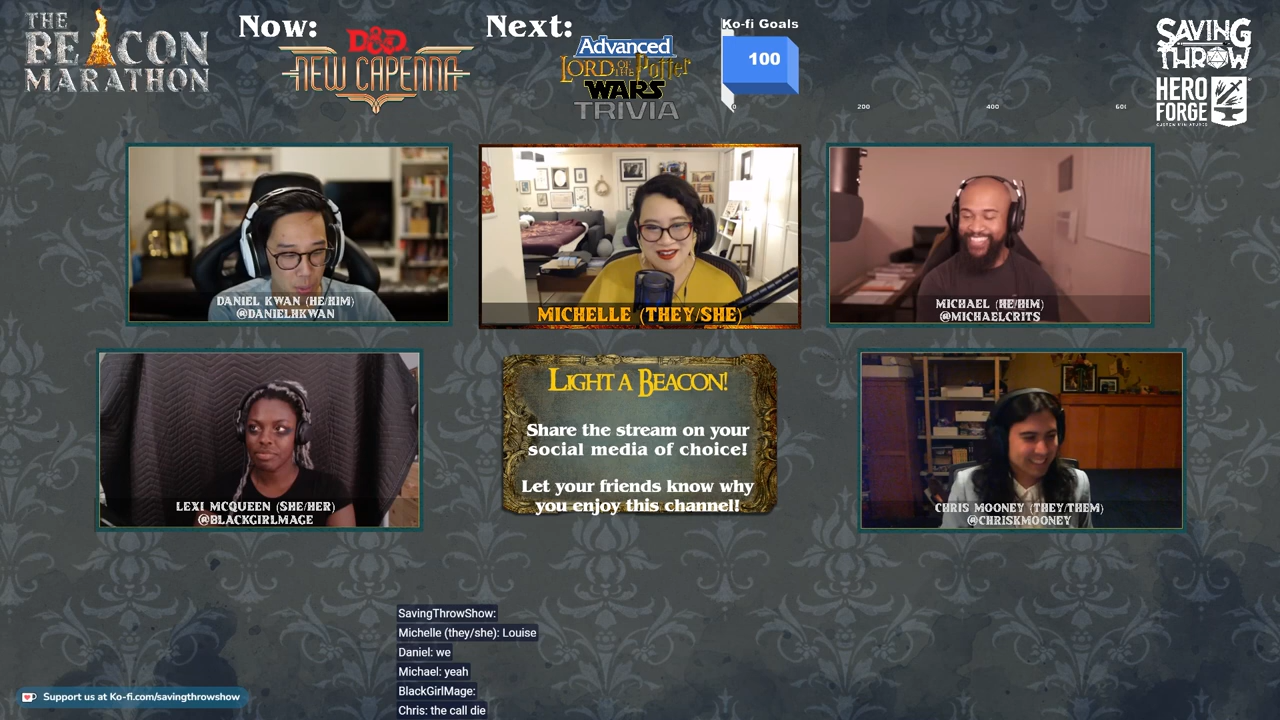 THE
BEACON
MARATHON
Now:
D&D
NEW CAPENNA
Next:
Advanced
LORD OF THE Potter
WARS
TRIVIA
Ko-fi Goals
100
0
200
400
600
SAVING
THROW
HERO
FORGE
CUSTOM MINIATURES
DANIEL KWAN (HE/HIM)
@DANIELHKWAN
MICHELLE (THEY/SHE)
MICHAEL (HE/HIM)
@MICHAELCRITS
LEXI MCQUEEN (SHE/HER)
@BLACKGIRLMAGE
LIGHT A BEACON!
Share the stream on your
social media of choice!
Let your friends know why
you enjoy this channel!
CHRIS MOONEY (THEY/THEM)
@CHRISKMOONEY
SavingThrowShow:
Michelle (they/she): Louise
Daniel: we
Michael: yeah
BlackGirlMage:
Chris: the call die
Support us at Ko-fi.com/savingthrowshow